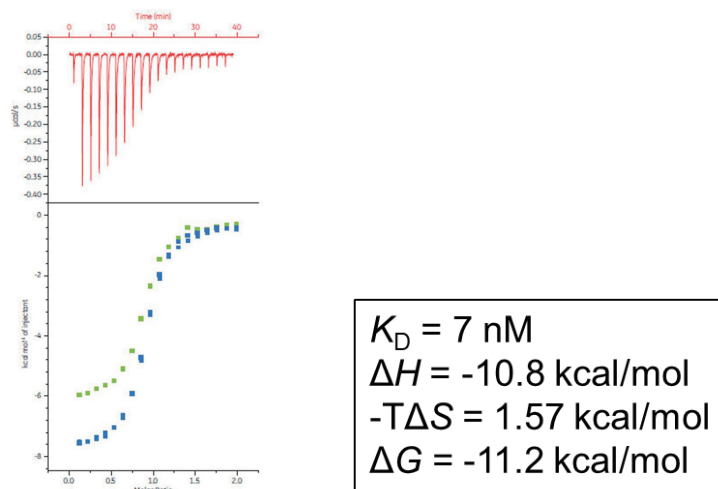 Time (min)
0 10 20 30 40
0.05
0.00
-0.05
-0.10
-0.15
-0.20
-0.25
-0.30
-0.35
-0.40
µcal/s
0
-2
-4
-6
-8
kcal mol⁻¹ of injectant
0.0 0.5 1.0 1.5 2.0
K_D = 7 nM
ΔH = -10.8 kcal/mol
-TΔS = 1.57 kcal/mol
ΔG = -11.2 kcal/mol